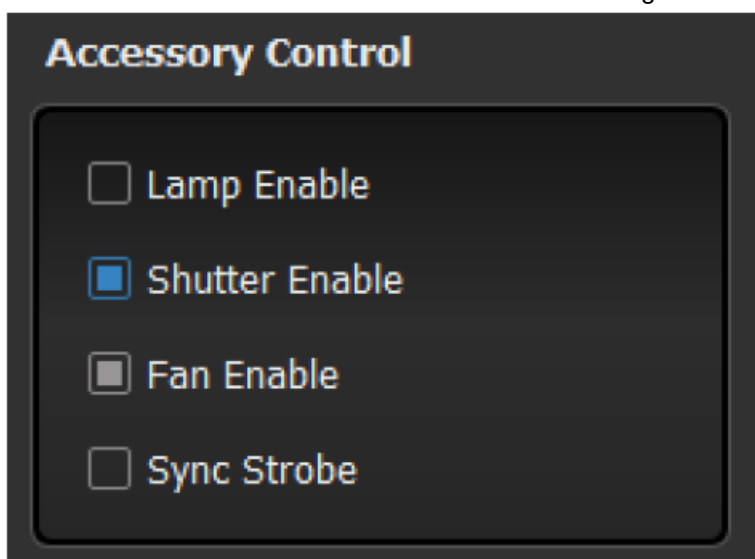 Accessory Control
Lamp Enable
Shutter Enable
Fan Enable
Sync Strobe